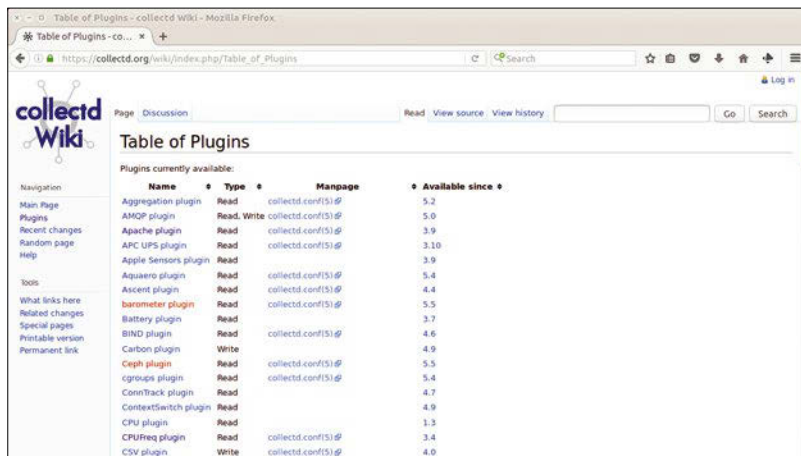 Table of Plugins - collectd Wiki - Mozilla Firefox
Table of Plugins - co... × +
https://collectd.org/wiki/index.php/Table_of_Plugins
Search
Log in
collectd
Wiki
Page Discussion
Read View source View history
Go Search
Table of Plugins
Plugins currently available:
Name Type Manpage Available since
Aggregation plugin Read collectd.conf(5) 5.2
AMQP plugin Read, Write collectd.conf(5) 5.0
Apache plugin Read collectd.conf(5) 3.9
APC UPS plugin Read collectd.conf(5) 3.10
Apple Sensors plugin Read 3.9
Aquaero plugin Read collectd.conf(5) 5.4
Ascent plugin Read collectd.conf(5) 4.4
barometer plugin Read collectd.conf(5) 5.5
Battery plugin Read 3.7
BIND plugin Read collectd.conf(5) 4.6
Carbon plugin Write 4.9
Ceph plugin Read collectd.conf(5) 5.5
cgroups plugin Read collectd.conf(5) 5.4
ConnTrack plugin Read 4.7
ContextSwitch plugin Read 4.9
CPU plugin Read 1.3
CPUFreq plugin Read collectd.conf(5) 3.4
CSV plugin Write collectd.conf(5) 4.0
Navigation
Main Page
Plugins
Recent changes
Random page
Help
Tools
What links here
Related changes
Special pages
Printable version
Permanent link